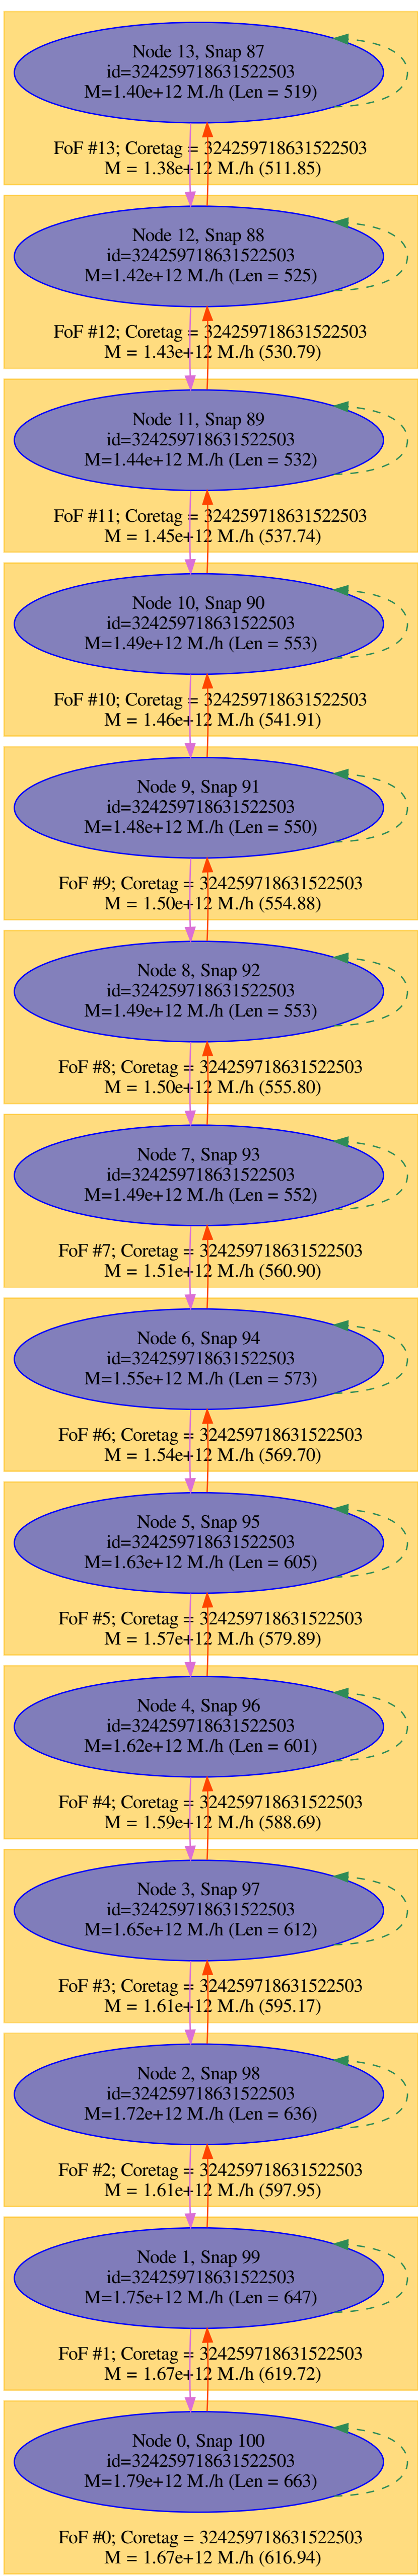 Node 13, Snap 87
id=324259718631522503
M=1.40e+12 M./h (Len = 519)
FoF #13; Coretag = 324259718631522503
M = 1.38e+12 M./h (511.85)
Node 12, Snap 88
id=324259718631522503
M=1.42e+12 M./h (Len = 525)
FoF #12; Coretag = 324259718631522503
M = 1.43e+12 M./h (530.79)
Node 11, Snap 89
id=324259718631522503
M=1.44e+12 M./h (Len = 532)
FoF #11; Coretag = 324259718631522503
M = 1.45e+12 M./h (537.74)
Node 10, Snap 90
id=324259718631522503
M=1.49e+12 M./h (Len = 553)
FoF #10; Coretag = 324259718631522503
M = 1.46e+12 M./h (541.91)
Node 9, Snap 91
id=324259718631522503
M=1.48e+12 M./h (Len = 550)
FoF #9; Coretag = 324259718631522503
M = 1.50e+12 M./h (554.88)
Node 8, Snap 92
id=324259718631522503
M=1.49e+12 M./h (Len = 553)
FoF #8; Coretag = 324259718631522503
M = 1.50e+12 M./h (555.80)
Node 7, Snap 93
id=324259718631522503
M=1.49e+12 M./h (Len = 552)
FoF #7; Coretag = 324259718631522503
M = 1.51e+12 M./h (560.90)
Node 6, Snap 94
id=324259718631522503
M=1.55e+12 M./h (Len = 573)
FoF #6; Coretag = 324259718631522503
M = 1.54e+12 M./h (569.70)
Node 5, Snap 95
id=324259718631522503
M=1.63e+12 M./h (Len = 605)
FoF #5; Coretag = 324259718631522503
M = 1.57e+12 M./h (579.89)
Node 4, Snap 96
id=324259718631522503
M=1.62e+12 M./h (Len = 601)
FoF #4; Coretag = 324259718631522503
M = 1.59e+12 M./h (588.69)
Node 3, Snap 97
id=324259718631522503
M=1.65e+12 M./h (Len = 612)
FoF #3; Coretag = 324259718631522503
M = 1.61e+12 M./h (595.17)
Node 2, Snap 98
id=324259718631522503
M=1.72e+12 M./h (Len = 636)
FoF #2; Coretag = 324259718631522503
M = 1.61e+12 M./h (597.95)
Node 1, Snap 99
id=324259718631522503
M=1.75e+12 M./h (Len = 647)
FoF #1; Coretag = 324259718631522503
M = 1.67e+12 M./h (619.72)
Node 0, Snap 100
id=324259718631522503
M=1.79e+12 M./h (Len = 663)
FoF #0; Coretag = 324259718631522503
M = 1.67e+12 M./h (616.94)